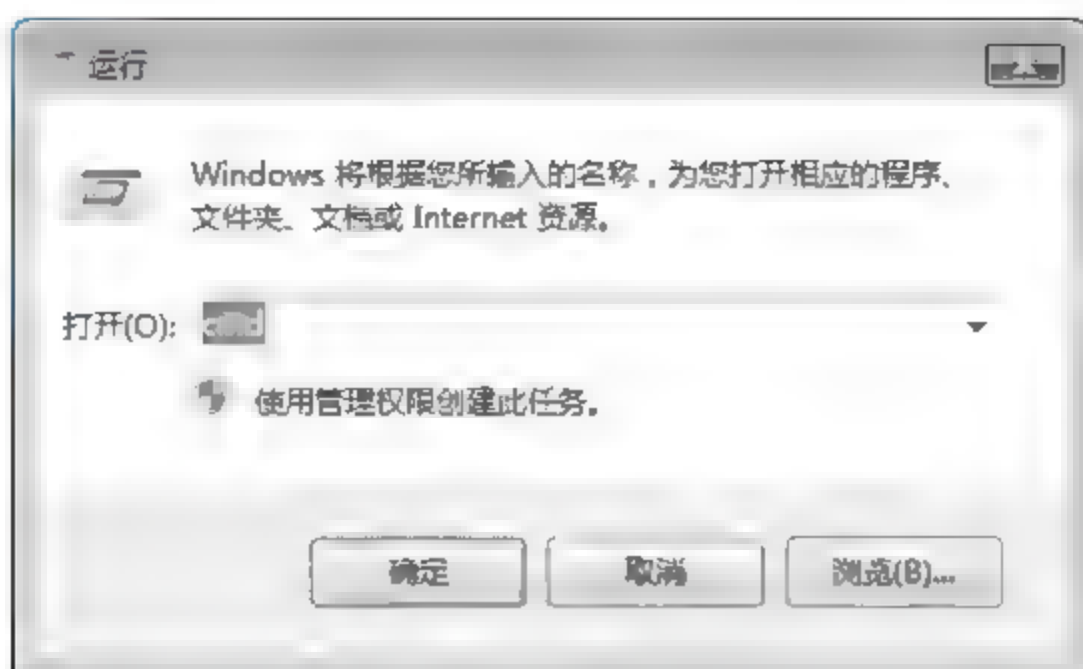 运行
Windows 将根据您所输入的名称，为您打开相应的程序、
文件夹、文档或 Internet 资源。
打开(O): cmd
使用管理权限创建此任务。
确定 取消 浏览(B)...